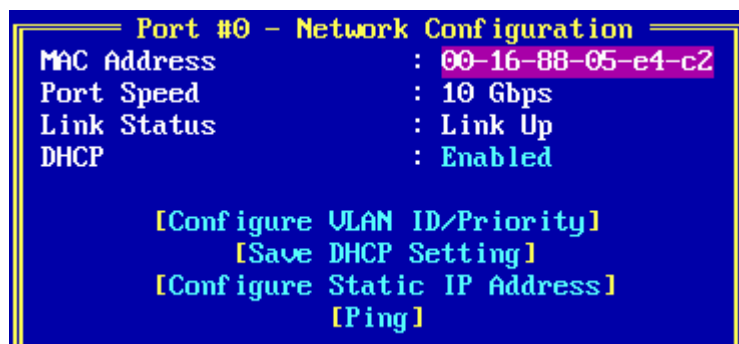 Port #0 - Network Configuration
MAC Address : 00-16-88-05-e4-c2
Port Speed : 10 Gbps
Link Status : Link Up
DHCP : Enabled
[Configure VLAN ID/Priority]
[Save DHCP Setting]
[Configure Static IP Address]
[Ping]